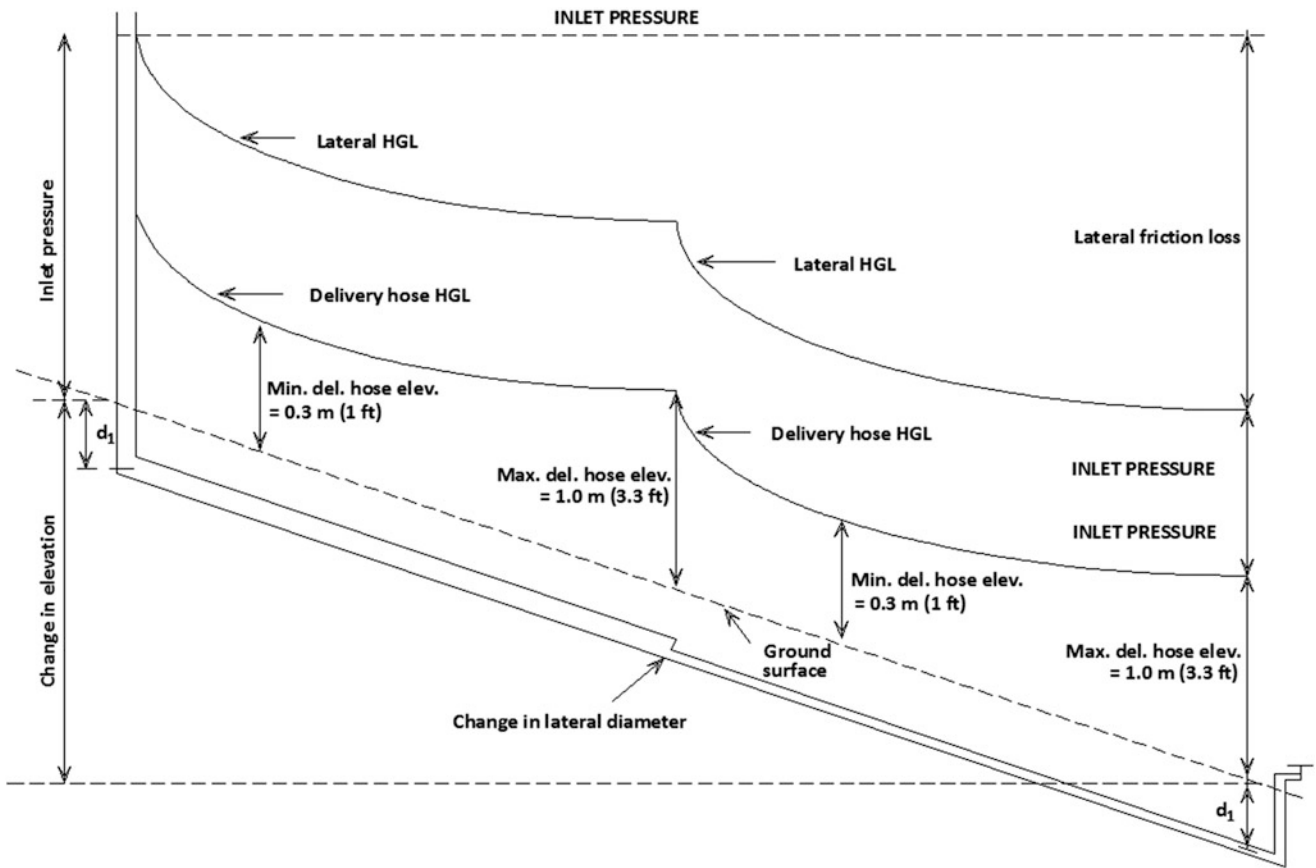 INLET PRESSURE
Lateral HGL
Inlet pressure
Lateral friction loss
Lateral HGL
Delivery hose HGL
Min. del. hose elev.
= 0.3 m (1 ft)
d₁
Delivery hose HGL
Max. del. hose elev.
= 1.0 m (3.3 ft)
INLET PRESSURE
INLET PRESSURE
Min. del. hose elev.
= 0.3 m (1 ft)
Change in elevation
Ground
surface
Max. del. hose elev.
= 1.0 m (3.3 ft)
Change in lateral diameter
d₁